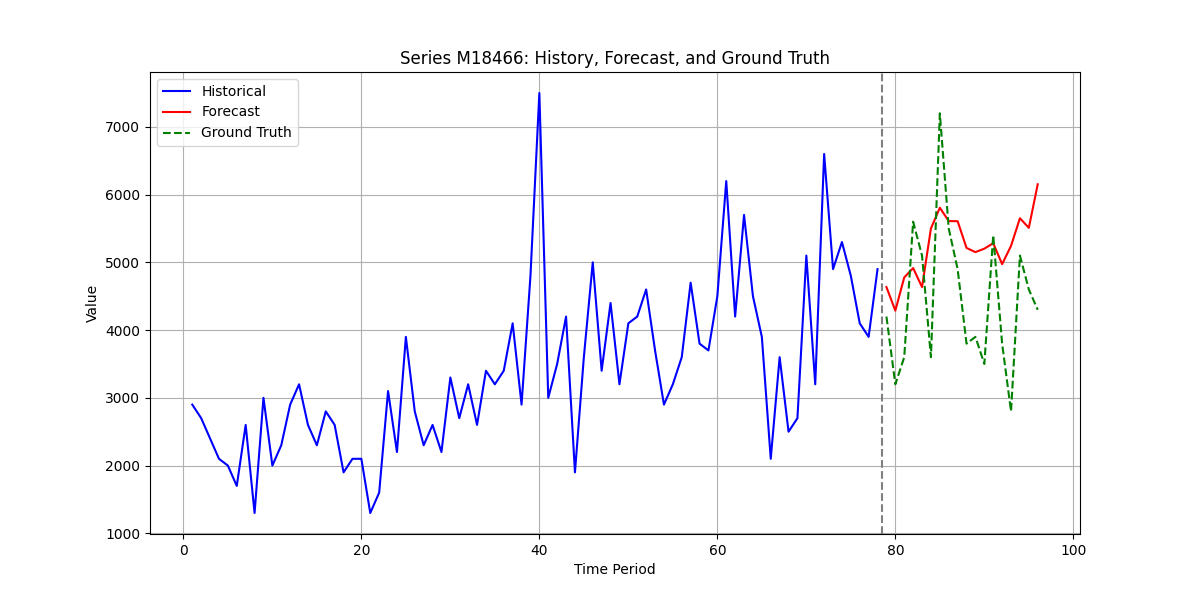 Series M18466: History, Forecast, and Ground Truth
Historical
Forecast
Ground Truth
Value
7000
6000
5000
4000
3000
2000
1000
0 20 40 60 80 100
Time Period